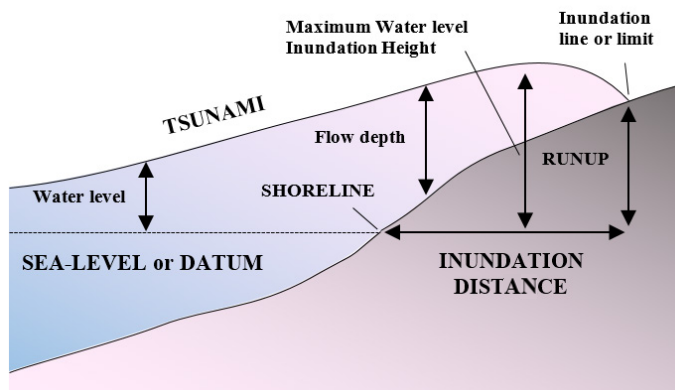 Maximum Water level
Inundation Height
Inundation
line or limit
TSUNAMI
Flow depth
RUNUP
Water level
SHORELINE
SEA-LEVEL or DATUM
INUNDATION
DISTANCE